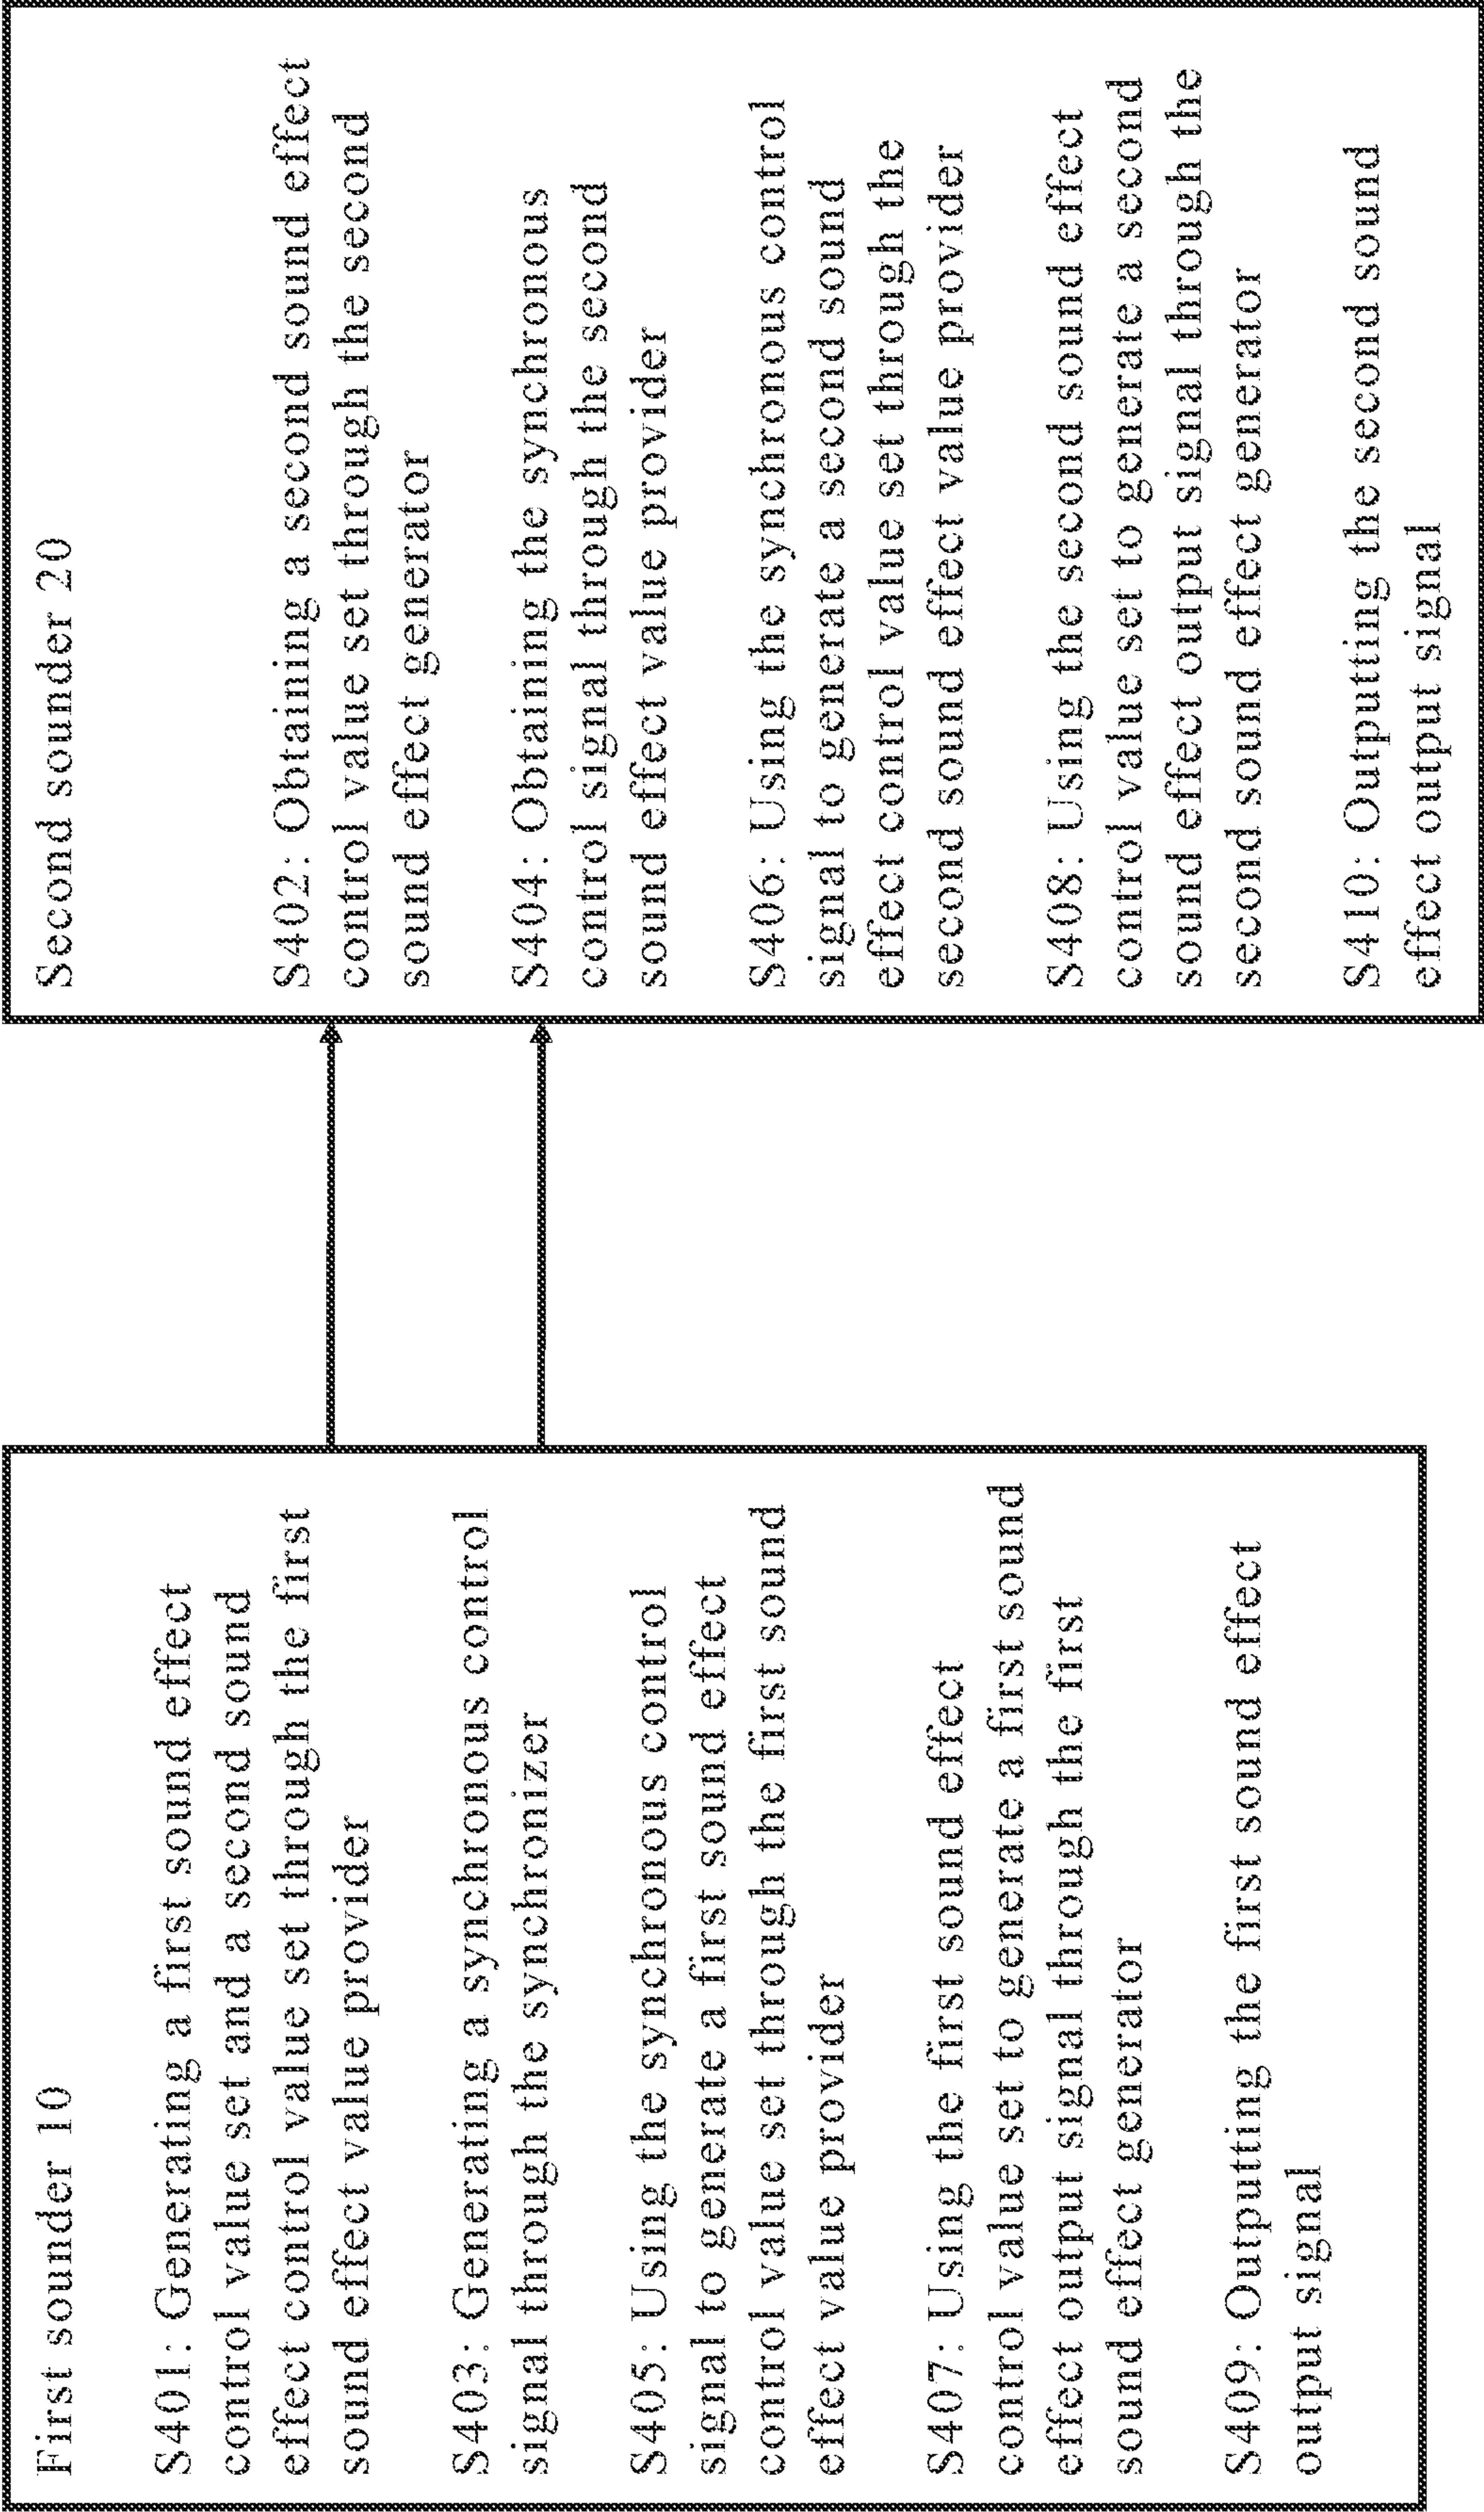 First sounder 10
S401: Generating a first sound effect
control value set and a second sound
effect control value set through the first
sound effect value provider
S403: Generating a synchronous control
signal through the synchronizer
S405: Using the synchronous control
signal to generate a first sound effect
control value set through the first sound
effect value provider
S407: Using the first sound effect
control value set to generate a first sound
effect output signal through the first
sound effect generator
S409: Outputting the first sound effect
output signal
Second sounder 20
S402: Obtaining a second sound effect
control value set through the second
sound effect generator
S404: Obtaining the synchronous
control signal through the second
sound effect value provider
S406: Using the synchronous control
signal to generate a second sound
effect control value set through the
second sound effect value provider
S408: Using the second sound effect
control value set to generate a second
sound effect output signal through the
second sound effect generator
S410: Outputting the second sound
effect output signal